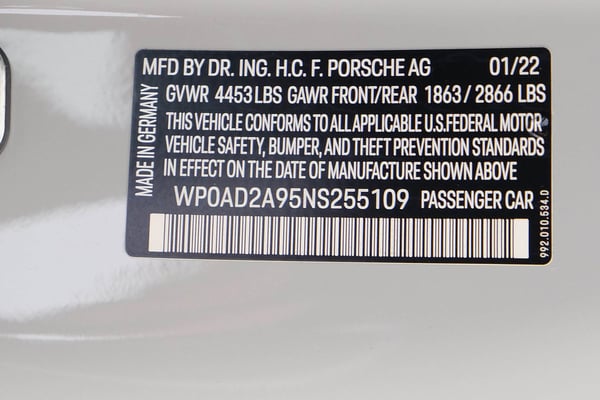 MFD BY DR. ING. H.C. F. PORSCHE AG 01/22
GVWR 4453 LBS GAWR FRONT/REAR 1863 / 2866 LBS
THIS VEHICLE CONFORMS TO ALL APPLICABLE U.S.FEDERAL MOTOR
VEHICLE SAFETY, BUMPER, AND THEFT PREVENTION STANDARDS
IN EFFECT ON THE DATE OF MANUFACTURE SHOWN ABOVE
WP0AD2A95NS255109 PASSENGER CAR
MADE IN GERMANY
992.010.534.0